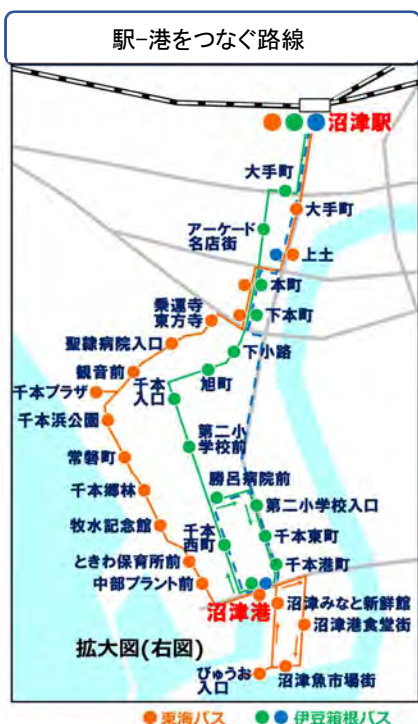 駅-港をつなぐ路線
沼津駅
大手町
大手町
アーケード
名店街
上土
本町
乗運寺
東方寺
下本町
聖隷病院入口
下小路
観音前
旭町
千本プラザ
千本
入口
千本浜公園
第二小
学校前
常磐町
勝呂病院前
千本郷林
第二小学校入口
牧水記念館
千本
西町
千本東町
ときわ保育所前
千本港町
中部プラント前
沼津港
沼津みなと新鮮館
沼津港食堂街
拡大図(右図)
びゅうお
入口
沼津魚市場街
東海バス
伊豆箱根バス